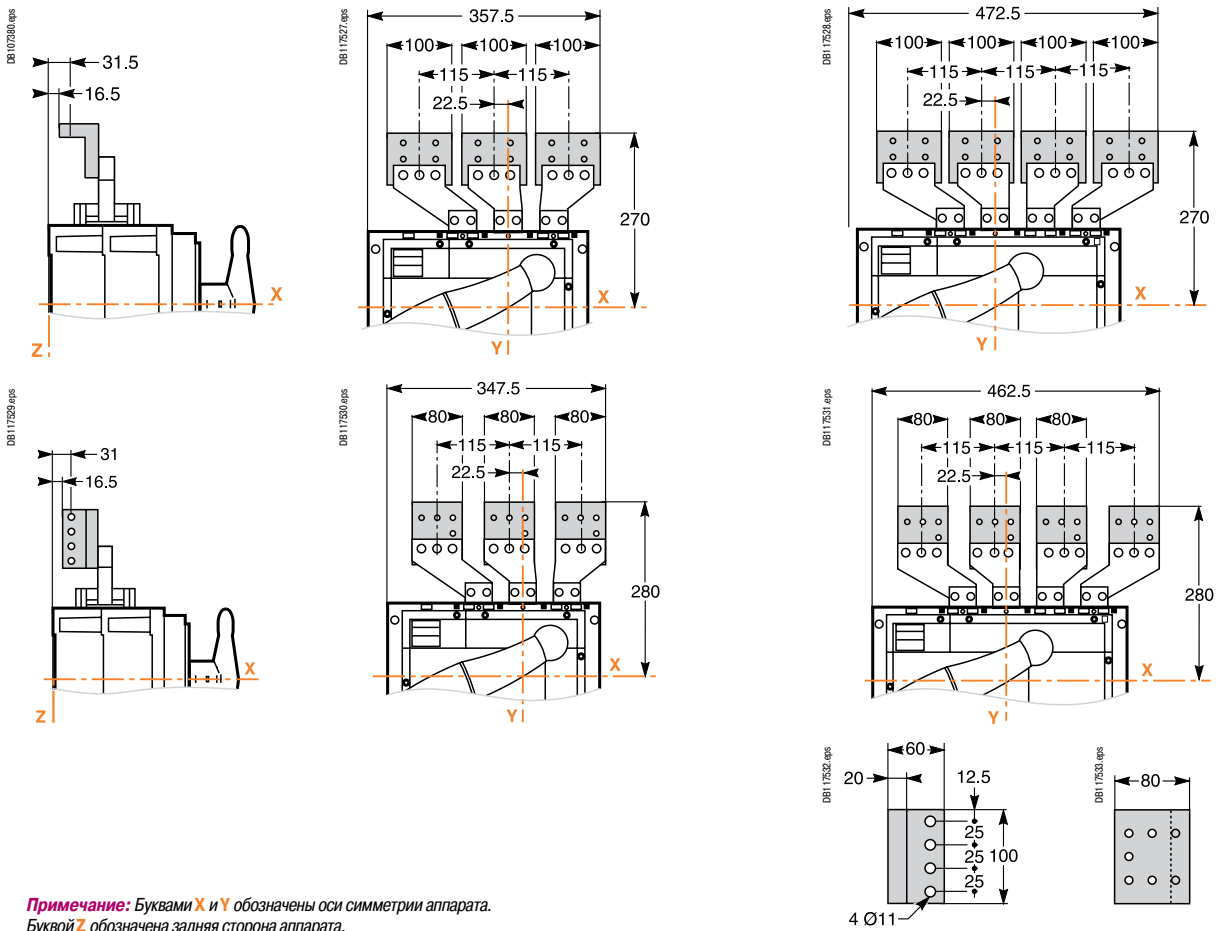 DB107380.eps
31.5
16.5
X
Z
DB117527.eps
357.5
100 100 100
115 115
22.5
270
X
Y
DB117528.eps
472.5
100 100 100 100
115 115 115
22.5
270
X
Y
DB117529.eps
31
16.5
X
Z
DB117530.eps
347.5
80 80 80
115 115
22.5
280
X
Y
DB117531.eps
462.5
80 80 80
115 115 115
22.5
280
X
Y
DB117532.eps
60
20 12.5
25
25 100
25
4 Ø11
DB117533.eps
80
Примечание: Буквами X и Y обозначены оси симметрии аппарата.
Буквой Z обозначена задняя сторона аппарата.